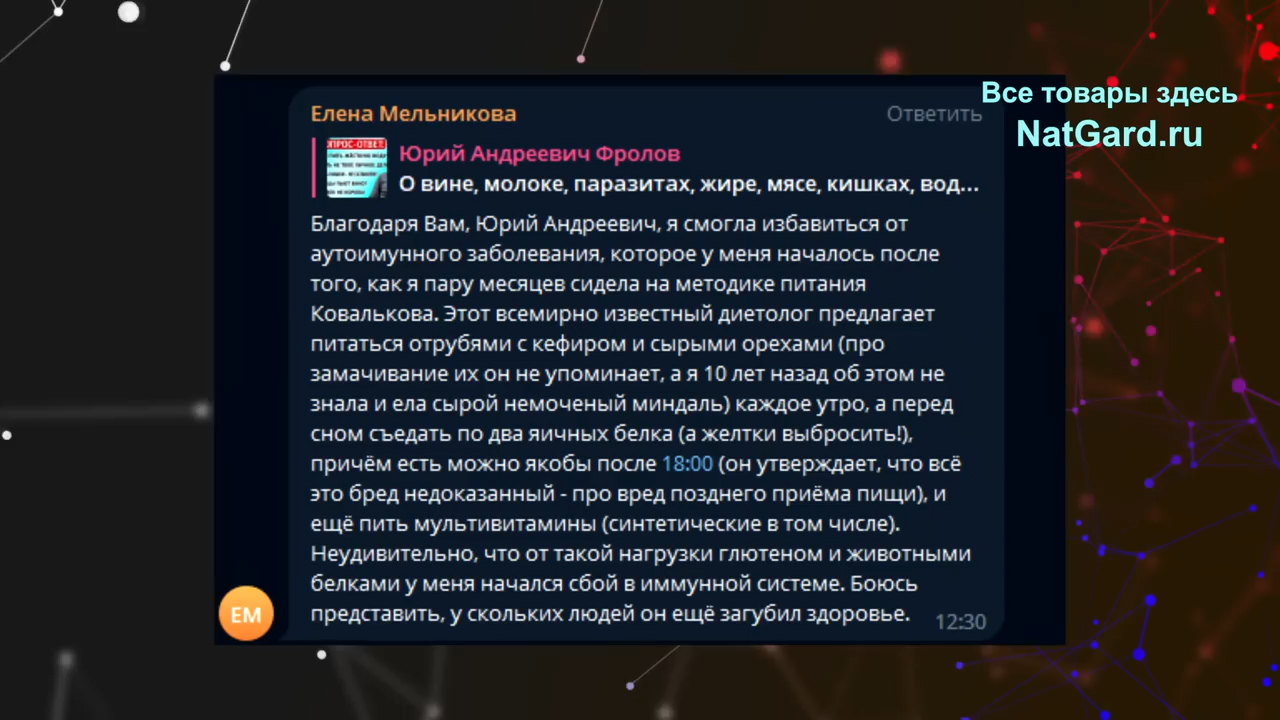 Все товары здесь
NatGard.ru
Елена Мельникова
Ответить
Юрий Андреевич Фролов
О вине, молоке, паразитах, жире, мясе, кишках, вод...
Благодаря Вам, Юрий Андреевич, я смогла избавиться от
аутоимунного заболевания, которое у меня началось после
того, как я пару месяцев сидела на методике питания
Ковалькова. Этот всемирно известный диетолог предлагает
питаться отрубями с кефиром и сырыми орехами (про
замачивание их он не упоминает, а я 10 лет назад об этом не
знала и ела сырой немоченый миндаль) каждое утро, а перед
сном съедать по два яичных белка (а желтки выбросить!),
причём есть можно якобы после 18:00 (он утверждает, что всё
это бред недоказанный - про вред позднего приёма пищи), и
ещё пить мультивитамины (синтетические в том числе).
Неудивительно, что от такой нагрузки глютеном и животными
белками у меня начался сбой в иммунной системе. Боюсь
представить, у скольких людей он ещё загубил здоровье.
12:30
ЕМ